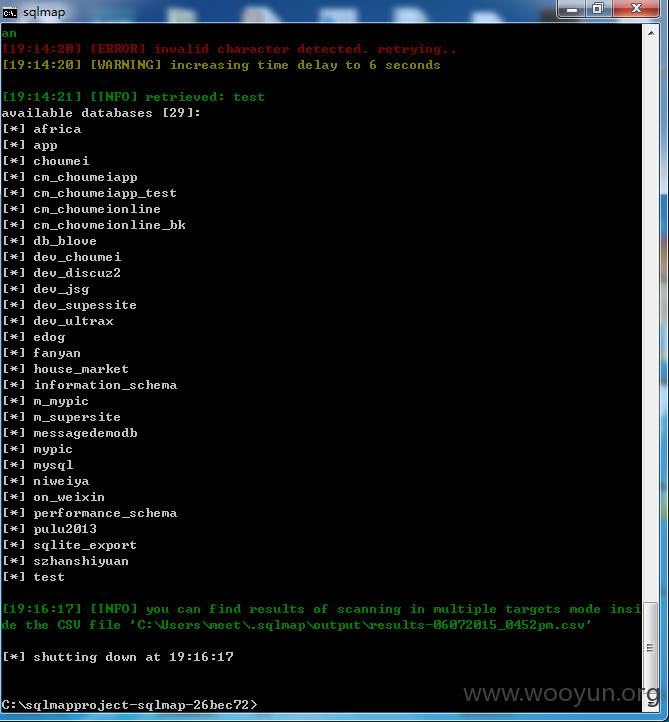 sqlmap
an
[19:14:20] [ERROR] invalid character detected. retrying..
[19:14:20] [WARNING] increasing time delay to 6 seconds
[19:14:21] [INFO] retrieved: test
available databases [29]:
[*] africa
[*] app
[*] choumei
[*] cm_choumeiapp
[*] cm_choumeiapp_test
[*] cm_choumeionline
[*] cm_chovmeionline_bk
[*] db_blove
[*] dev_choumei
[*] dev_discuz2
[*] dev_jsg
[*] dev_supessite
[*] dev_ultrax
[*] edog
[*] fanyan
[*] house_market
[*] information_schema
[*] m_mypic
[*] m_supersite
[*] messagedemodb
[*] mypic
[*] mysql
[*] niweiya
[*] on_weixin
[*] performance_schema
[*] pulu2013
[*] sqlite_export
[*] szhanshiyuan
[*] test
[19:16:17] [INFO] you can find results of scanning in multiple targets mode insi
de the CSV file 'C:\Users\meet\.sqlmap\output\results-06072015_0452pm.csv'
[*] shutting down at 19:16:17
C:\sqlmapproject-sqlmap-26bec72>
www.wooyun.org